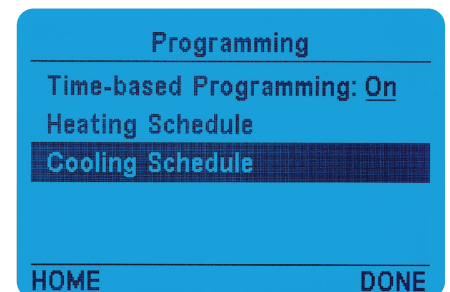 Programming
Time-based Programming: On
Heating Schedule
Cooling Schedule
HOME DONE